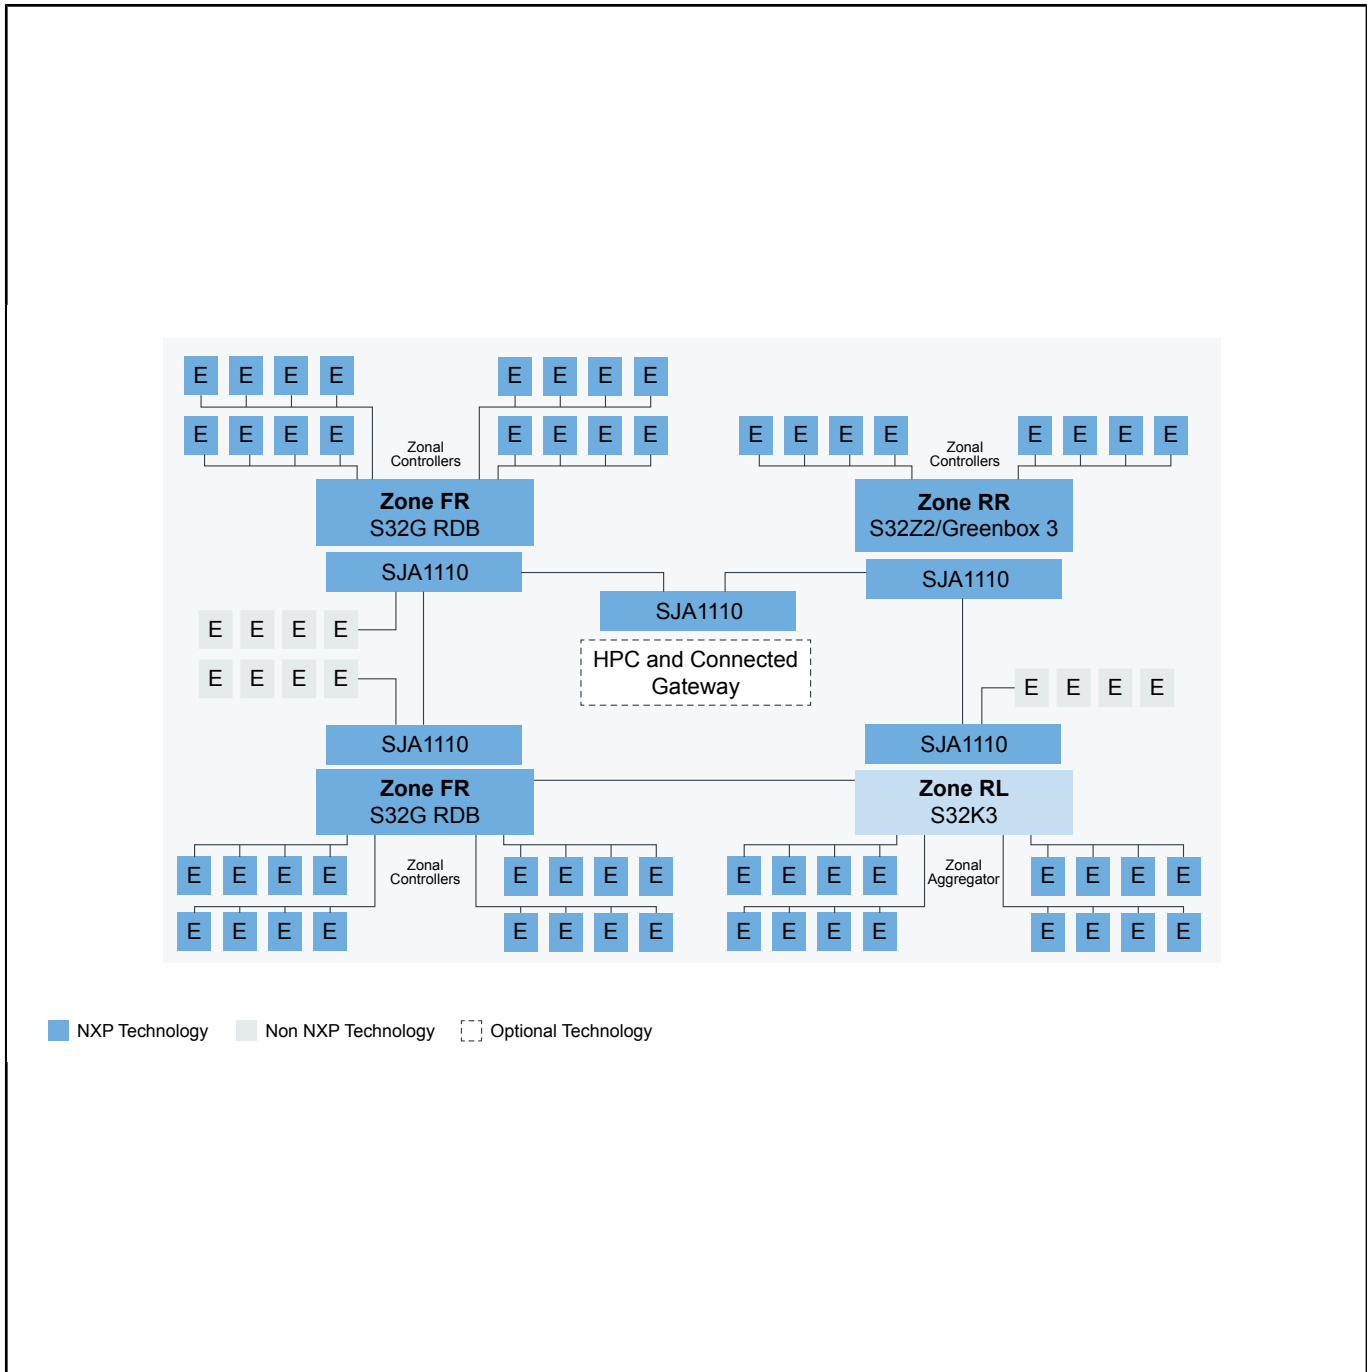 E E E E E E E E
E E E E E E E E
Zonal
Controllers
E E E E E E E E
Zonal
Controllers
Zone FR
S32G RDB
Zone RR
S32Z2/Greenbox 3
SJA1110
SJA1110
SJA1110
E E E E
HPC and Connected
Gateway
E E E E
E E E E
SJA1110
SJA1110
Zone FR
S32G RDB
Zone RL
S32K3
E E E E
Zonal
Controllers
E E E E
E E E E
Zonal
Aggregator
E E E E
E E E E E E E E
E E E E E E E E
NXP Technology Non NXP Technology Optional Technology